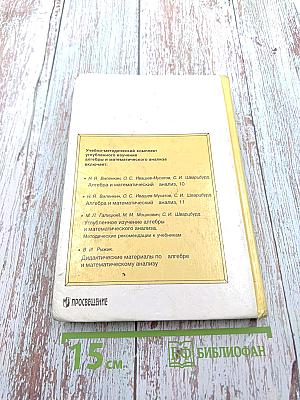 Учебно-методический комплект
углубленного изучения
алгебры и математического анализа
включает:
• Н. Я. Виленкин, О. С. Ивашев-Мусатов, С. И. Шварцбурд.
Алгебра и математический анализ, 10
• Н. Я. Виленкин, О. С. Ивашев-Мусатов, С. И. Шварцбурд.
Алгебра и математический анализ, 11
• М. Л. Галицкий, М. М. Мошкович, С. И. Шварцбурд.
Углубленное изучение алгебры
и математического анализа.
Методические рекомендации к учебникам
• В. И. Рыжик.
Дидактические материалы по алгебре
и математическому анализу
ПРОСВЕЩЕНИЕ
15 см.
БИБЛИОФАН